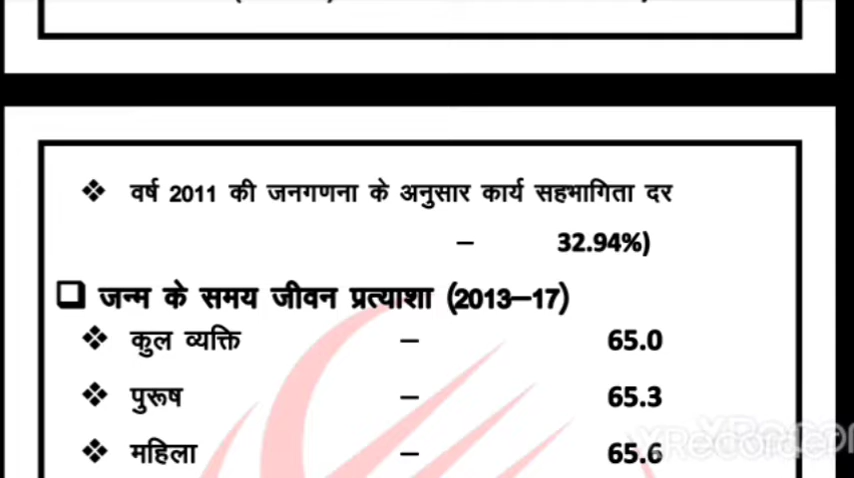 ❖ वर्ष 2011 की जनगणना के अनुसार कार्य सहभागिता दर
– 32.94%)
❑ जन्म के समय जीवन प्रत्याशा (2013–17)
❖ कुल व्यक्ति – 65.0
❖ पुरूष – 65.3
❖ महिला – 65.6